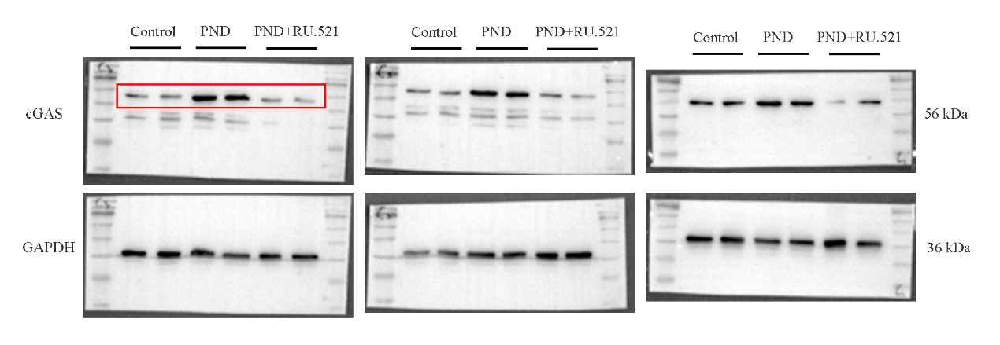 Control PND PND+RU.521
Control PND PND+RU.521
Control PND PND+RU.521
cGAS
56 kDa
GAPDH
36 kDa